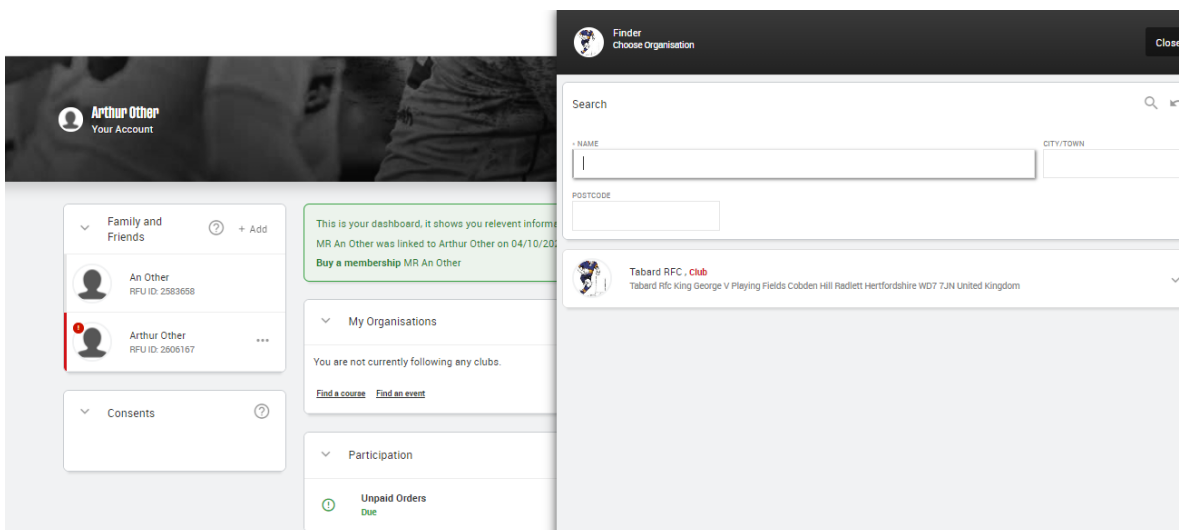 Arthur Other
Your Account
Family and
Friends
+ Add
An Other
RFU ID: 2583658
Arthur Other
RFU ID: 2606167
Consents
This is your dashboard, it shows you relevent informa
MR An Other was linked to Arthur Other on 04/10/20
Buy a membership MR An Other
My Organisations
You are not currently following any clubs.
Find a course Find an event
Participation
Unpaid Orders
Due
Finder
Choose Organisation
Close
Search
NAME
CITY/TOWN
POSTCODE
Tabard RFC , Club
Tabard Rfc King George V Playing Fields Cobden Hill Radlett Hertfordshire WD7 7JN United Kingdom